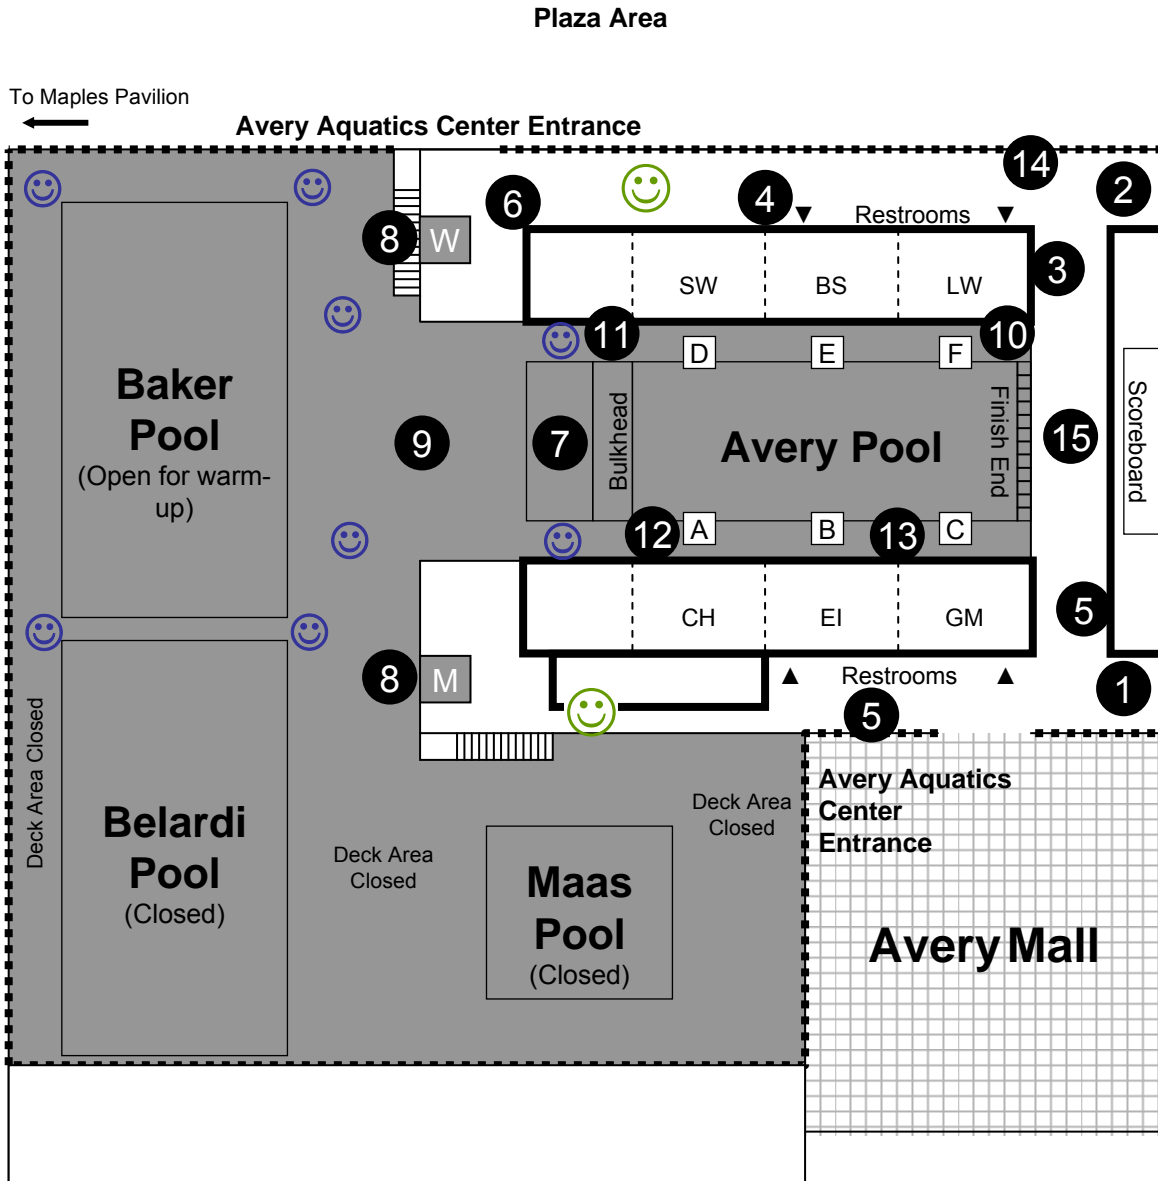 Plaza Area
To Maples Pavilion
Avery Aquatics Center Entrance
14
2
6
4
Restrooms
8
W
3
SW
BS
LW
11
10
D
E
F
Baker
Pool
(Open for warm-
up)
9
7
Bulkhead
Avery Pool
Finish End
15
Scoreboard
12
A
B
13
C
CH
EI
GM
5
8
M
Restrooms
1
5
Deck Area Closed
Avery Aquatics
Center
Entrance
Deck Area
Closed
Belardi
Pool
(Closed)
Deck Area
Closed
Maas
Pool
(Closed)
Avery Mall